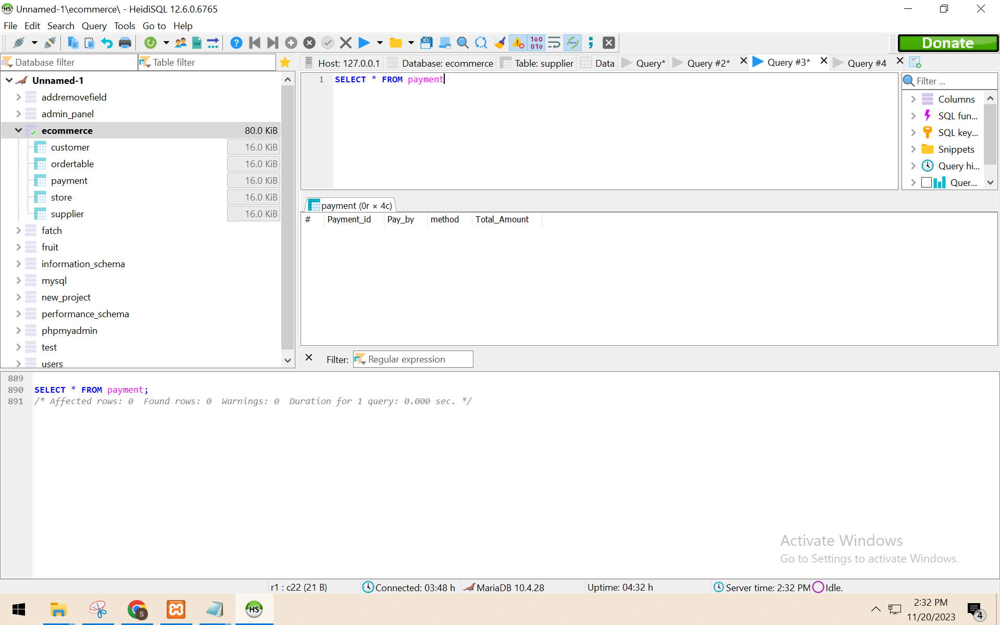 Unnamed-1\ecommerce\ - HeidiSQL 12.6.0.6765
File Edit Search Query Tools Go to Help
Donate
Database filter
Table filter
Host: 127.0.0.1
Database: ecommerce
Table: supplier
Data
Query*
Query #2*
Query #3*
Query #4
Unnamed-1
addremovefield
admin_panel
ecommerce 80.0 KiB
customer 16.0 KiB
ordertable 16.0 KiB
payment 16.0 KiB
store 16.0 KiB
supplier 16.0 KiB
fatch
fruit
information_schema
mysql
new_project
performance_schema
phpmyadmin
test
users
1 SELECT * FROM payment
Filter ...
Columns
SQL fun...
SQL key...
Snippets
Query hi...
Quer...
payment (0r × 4c)
# Payment_id Pay_by method Total_Amount
Filter: Regular expression
889
890 SELECT * FROM payment;
891 /* Affected rows: 0 Found rows: 0 Warnings: 0 Duration for 1 query: 0.000 sec. */
Activate Windows
Go to Settings to activate Windows.
r1 : c22 (21 B)
Connected: 03:48 h
MariaDB 10.4.28
Uptime: 04:32 h
Server time: 2:32 PM
Idle.
2:32 PM
11/20/2023
4